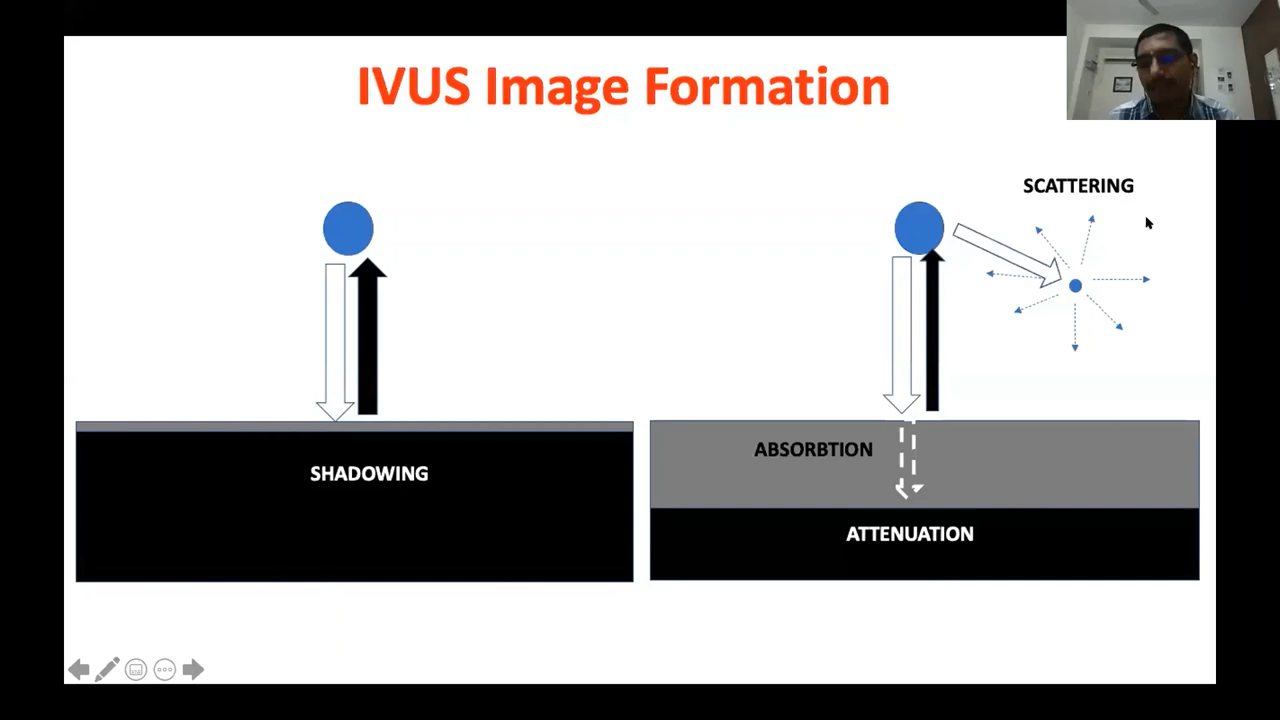 IVUS Image Formation
SCATTERING
SHADOWING
ABSORBTION
ATTENUATION